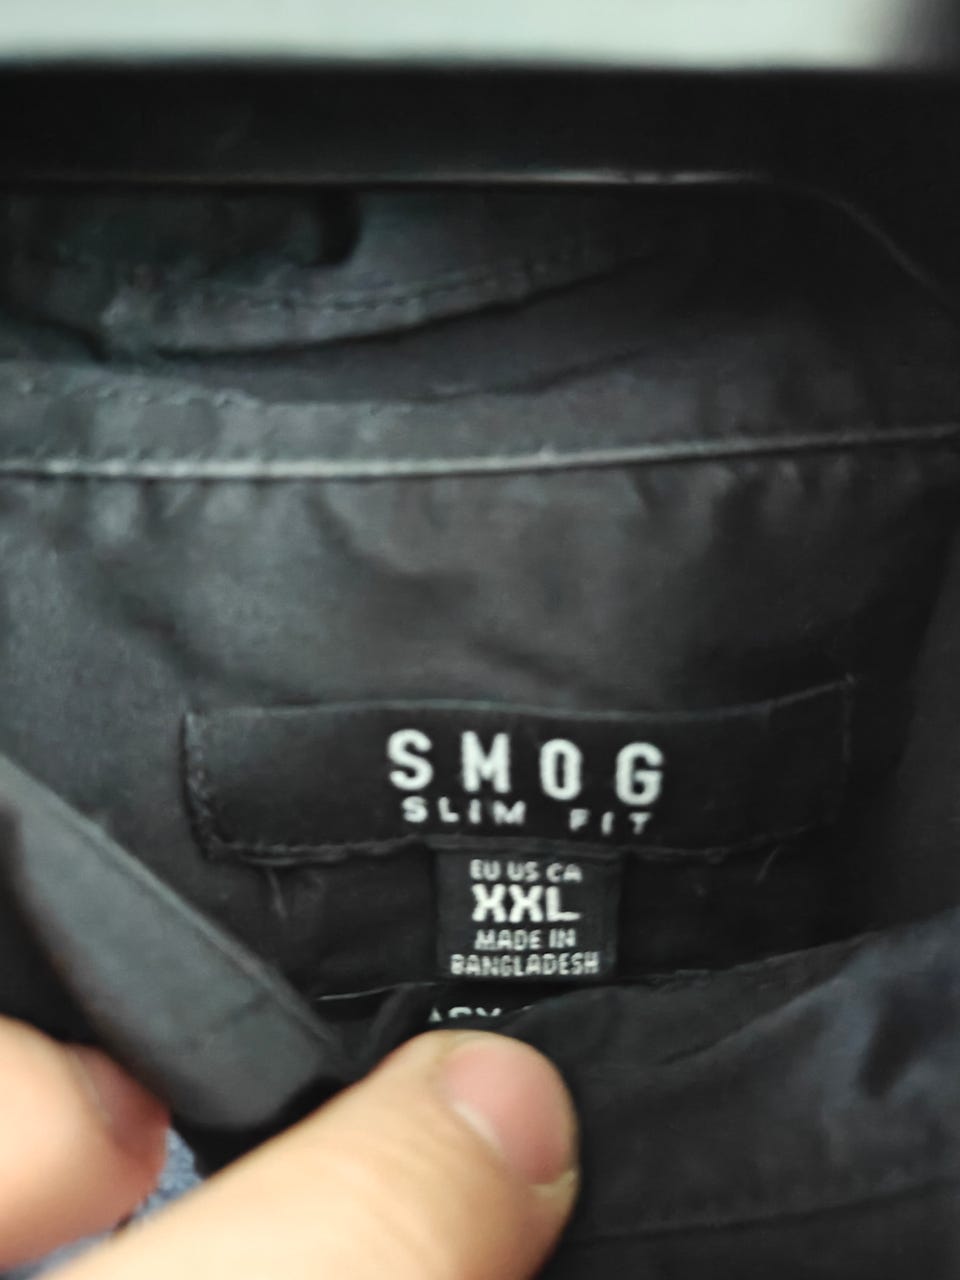 SMOG
SLIM FIT
EU US CA
XXL
MADE IN
BANGLADESH